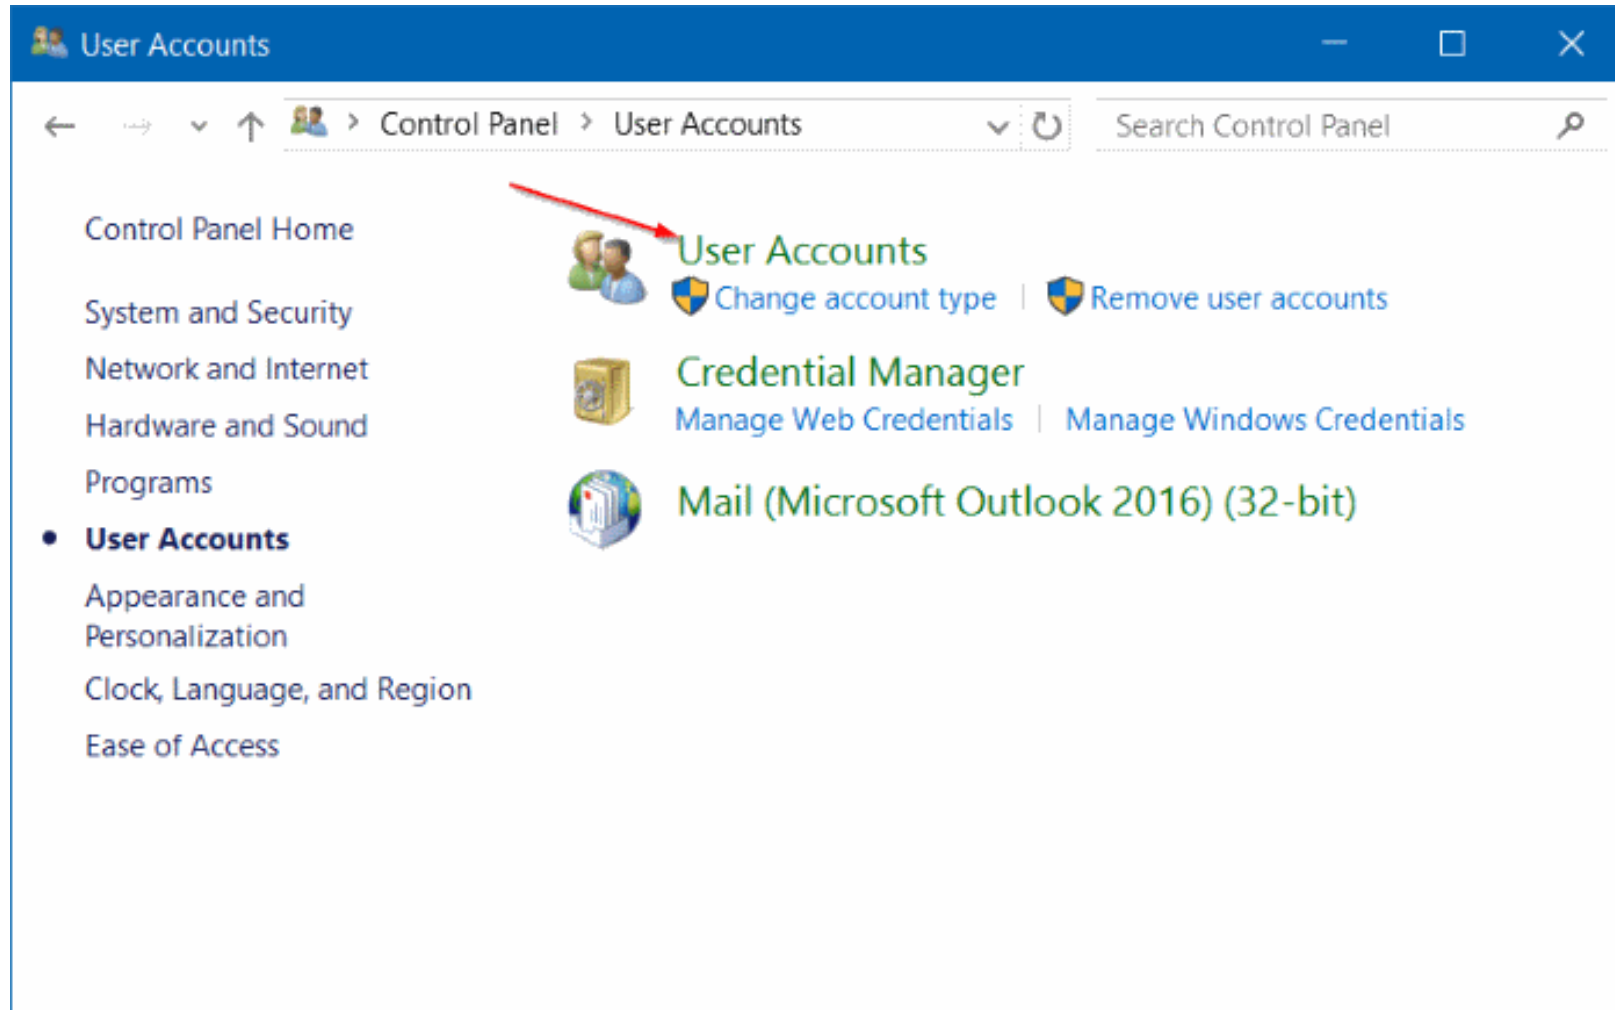 User Accounts
Control Panel > User Accounts
Search Control Panel
Control Panel Home
System and Security
Network and Internet
Hardware and Sound
Programs
User Accounts
Appearance and
Personalization
Clock, Language, and Region
Ease of Access
User Accounts
Change account type
Remove user accounts
Credential Manager
Manage Web Credentials
Manage Windows Credentials
Mail (Microsoft Outlook 2016) (32-bit)